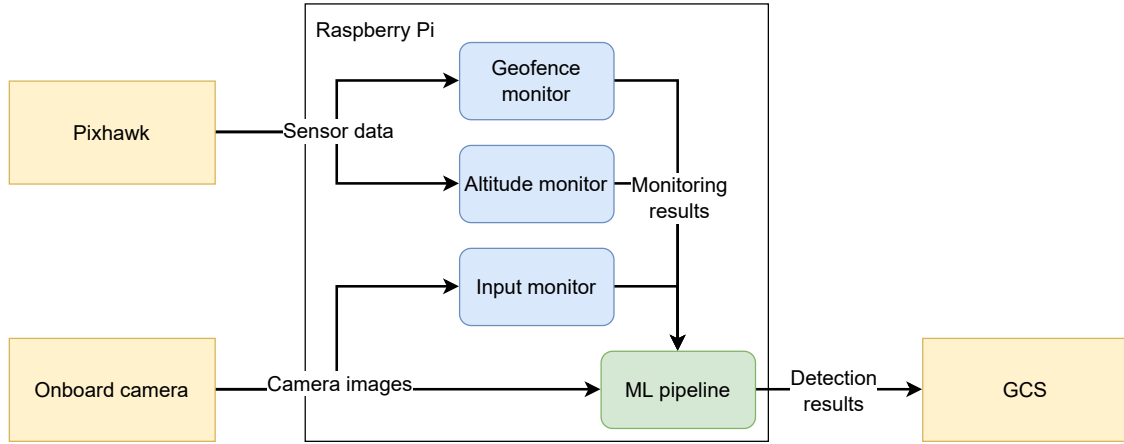 Raspberry Pi
Geofence
monitor
Pixhawk
Sensor data
Altitude monitor
Monitoring
results
Input monitor
Onboard camera
Camera images
ML pipeline
Detection
results
GCS